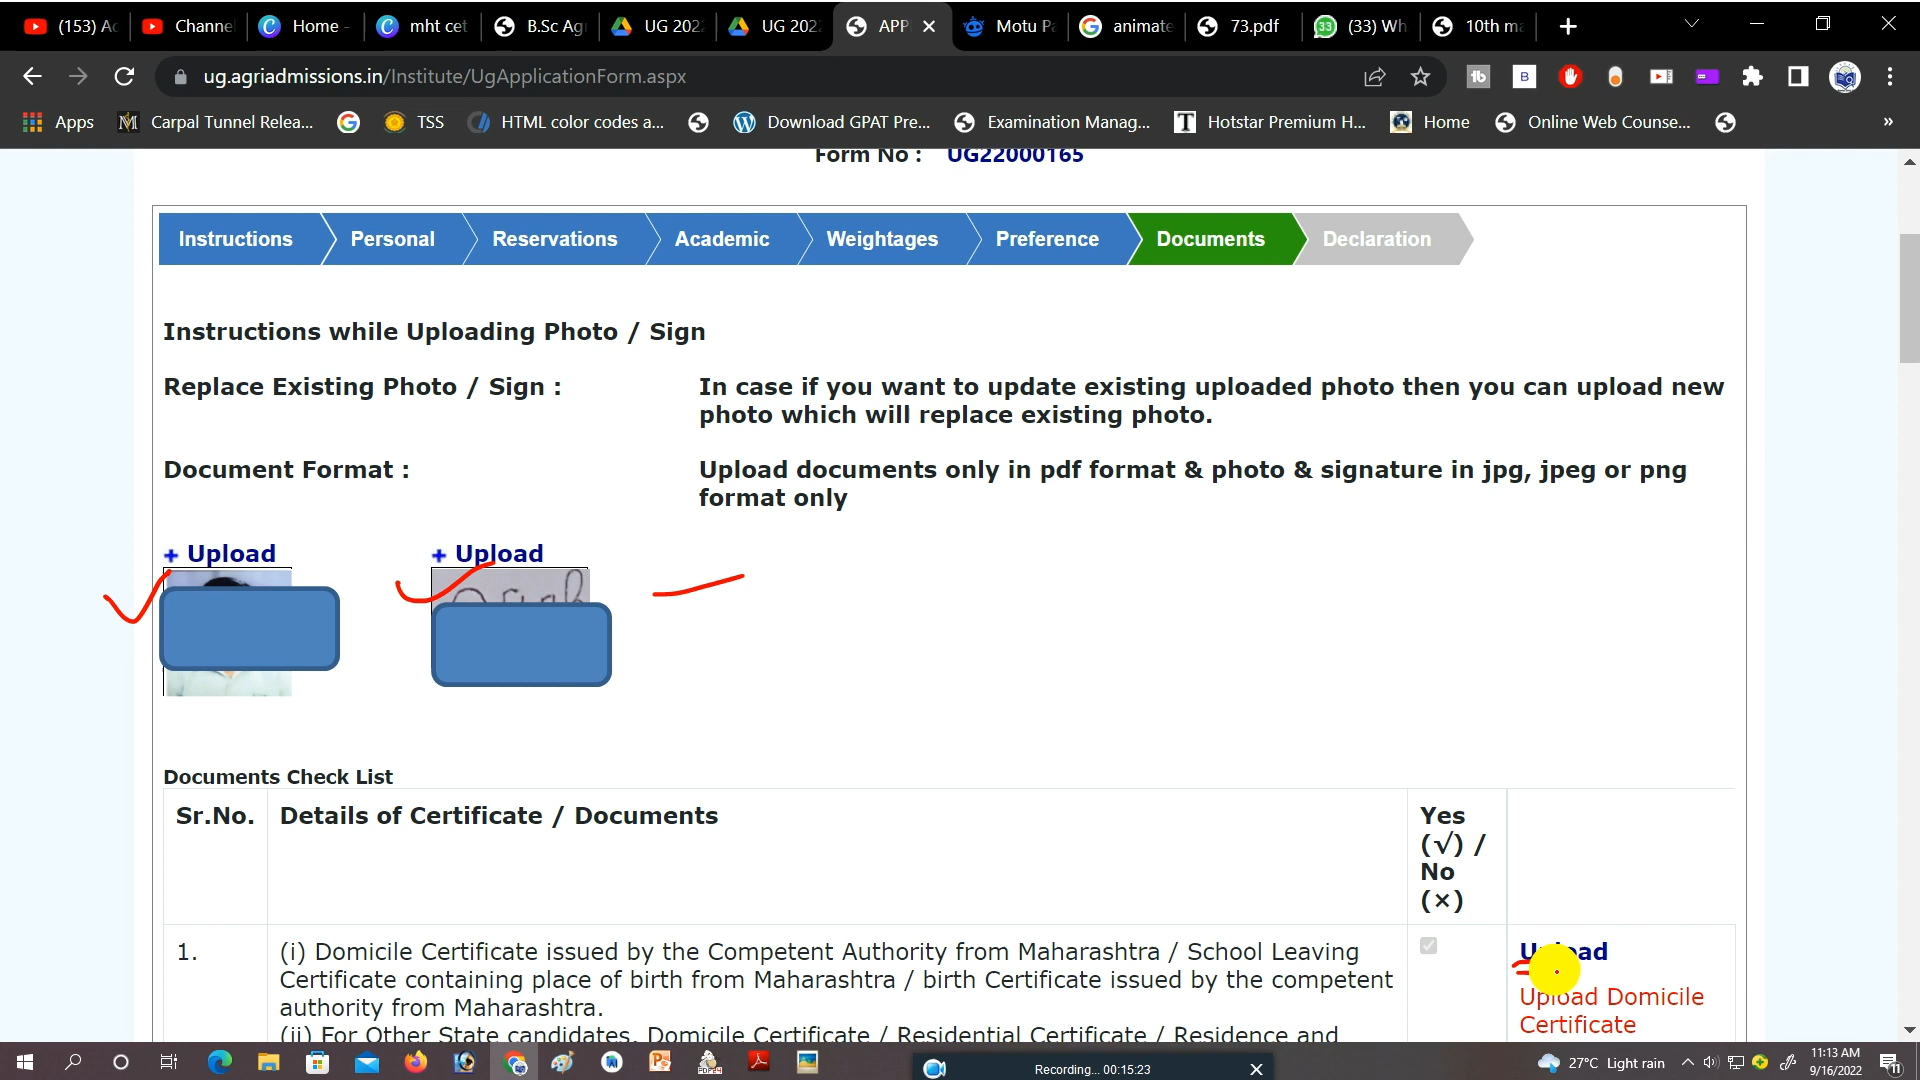 (153) Ac
Channe
Home -
mht cet
B.Sc Agr
UG 202
UG 202
APP
Motu Pa
animate
73.pdf
(33) Wh
10th ma
ug.agriadmissions.in/Institute/UgApplicationForm.aspx
Apps
Carpal Tunnel Relea...
TSS
HTML color codes a...
Download GPAT Pre...
Examination Manag...
Hotstar Premium H...
Home
Online Web Counse...
»
Form No : UG22000165
Instructions
Personal
Reservations
Academic
Weightages
Preference
Documents
Declaration
Instructions while Uploading Photo / Sign
Replace Existing Photo / Sign :
In case if you want to update existing uploaded photo then you can upload new
photo which will replace existing photo.
Document Format :
Upload documents only in pdf format & photo & signature in jpg, jpeg or png
format only
+ Upload
+ Upload
Documents Check List
Sr.No.
Details of Certificate / Documents
Yes
(√) /
No
(×)
1.
(i) Domicile Certificate issued by the Competent Authority from Maharashtra / School Leaving
Certificate containing place of birth from Maharashtra / birth Certificate issued by the competent
authority from Maharashtra.
(ii) For Other State candidates, Domicile Certificate / Residential Certificate / Residence and
Upload
Upload Domicile
Certificate
Recording... 00:15:23
27°C Light rain
11:13 AM
9/16/2022
11